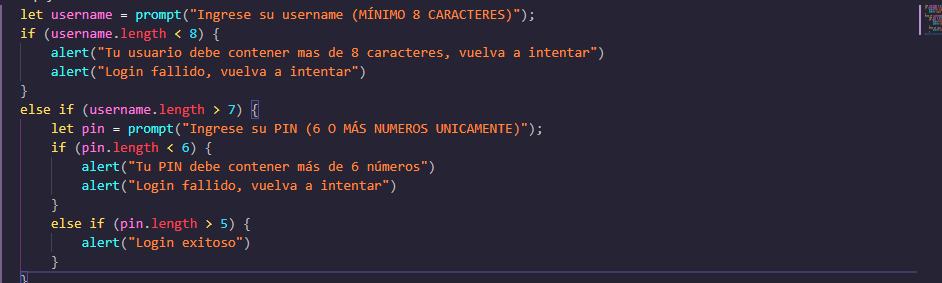 let username = prompt("Ingrese su username (MÍNIMO 8 CARACTERES)");
if (username.length < 8) {
    alert("Tu usuario debe contener mas de 8 caracteres, vuelva a intentar")
    alert("Login fallido, vuelva a intentar")
}
else if (username.length > 7) {
    let pin = prompt("Ingrese su PIN (6 O MÁS NUMEROS UNICAMENTE)");
    if (pin.length < 6) {
        alert("Tu PIN debe contener más de 6 números")
        alert("Login fallido, vuelva a intentar")
    }
    else if (pin.length > 5) {
        alert("Login exitoso")
    }
}